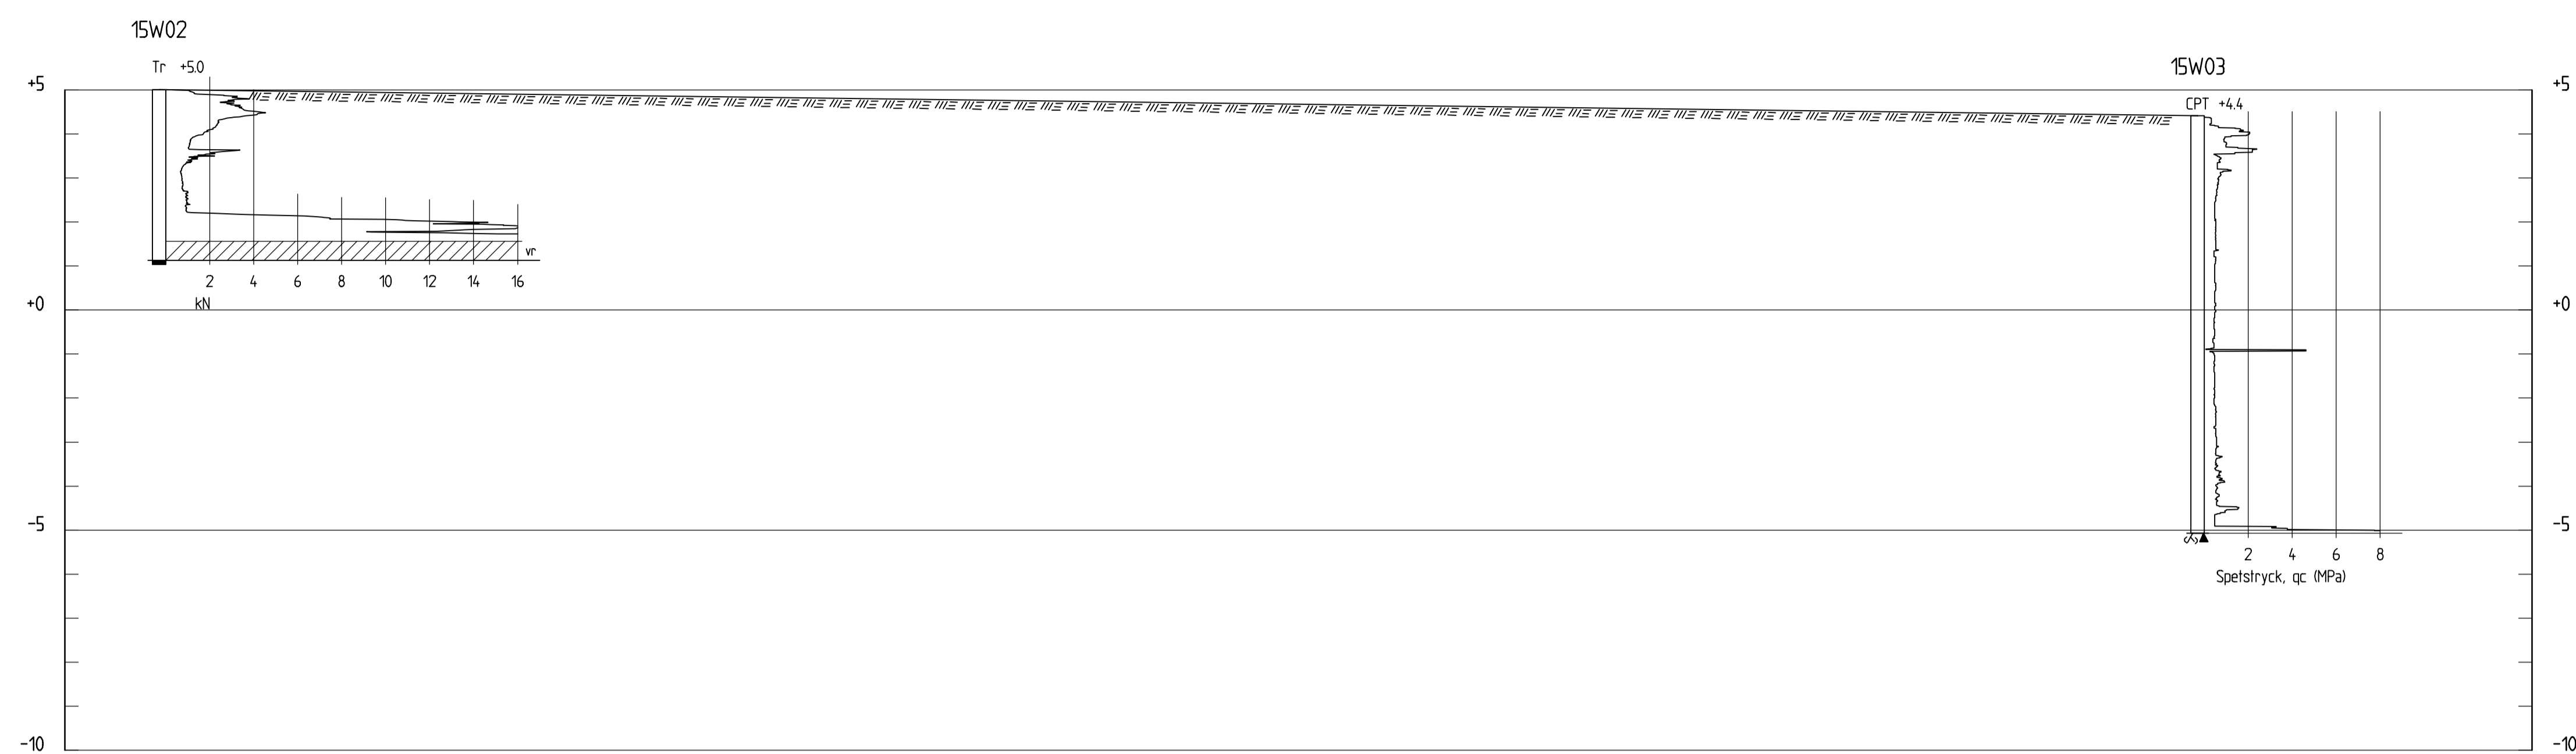 15W02
Tr +5.0
15W03
+5
+5
CPT +4.4
vr
2 4 6 8 10 12 14 16
kN
+0
+0
-5
-5
2 4 6 8
Spetstryck, qc (MPa)
-10
-10